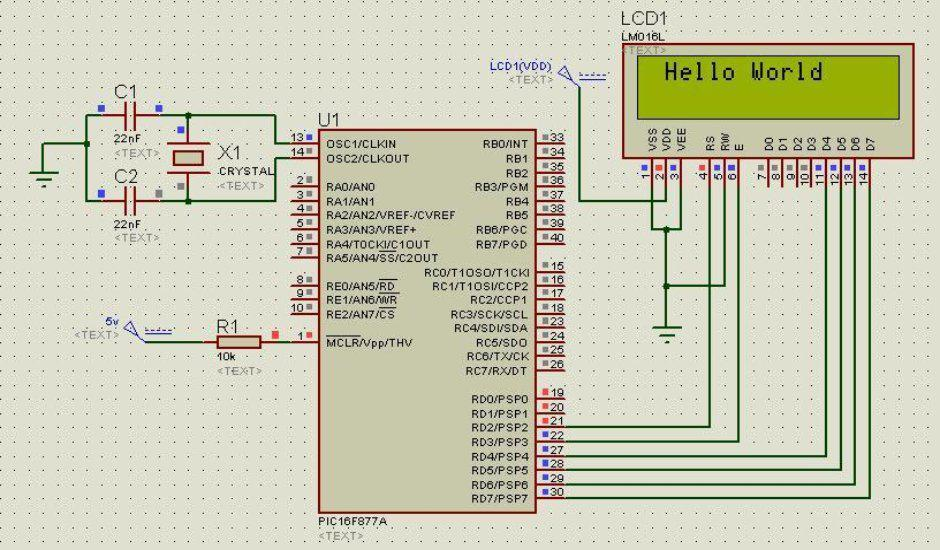 LCD1
LM016L
<TEXT>
Hello World
LCD1(VDD)
<TEXT>
VSS
VDD
VEE
RS
RW
E
D0
D1
D2
D3
D4
D5
D6
D7
1
2
3
4
5
6
7
8
9
10
11
12
13
14
C1
22nF
<TEXT>
X1
CRYSTAL
<TEXT>
C2
22nF
<TEXT>
5v
<TEXT>
R1
10k
<TEXT>
U1
13 OSC1/CLKIN
14 OSC2/CLKOUT
2 RA0/AN0
3 RA1/AN1
4 RA2/AN2/VREF-/CVREF
5 RA3/AN3/VREF+
6 RA4/T0CKI/C1OUT
7 RA5/AN4/SS/C2OUT
8 RE0/AN5/RD
9 RE1/AN6/WR
10 RE2/AN7/CS
1 MCLR/Vpp/THV
RB0/INT 33
RB1 34
RB2 35
RB3/PGM 36
RB4 37
RB5 38
RB6/PGC 39
RB7/PGD 40
RC0/T1OSO/T1CKI 15
RC1/T1OSI/CCP2 16
RC2/CCP1 17
RC3/SCK/SCL 18
RC4/SDI/SDA 23
RC5/SDO 24
RC6/TX/CK 25
RC7/RX/DT 26
RD0/PSP0 19
RD1/PSP1 20
RD2/PSP2 21
RD3/PSP3 22
RD4/PSP4 27
RD5/PSP5 28
RD6/PSP6 29
RD7/PSP7 30
PIC16F877A
<TEXT>